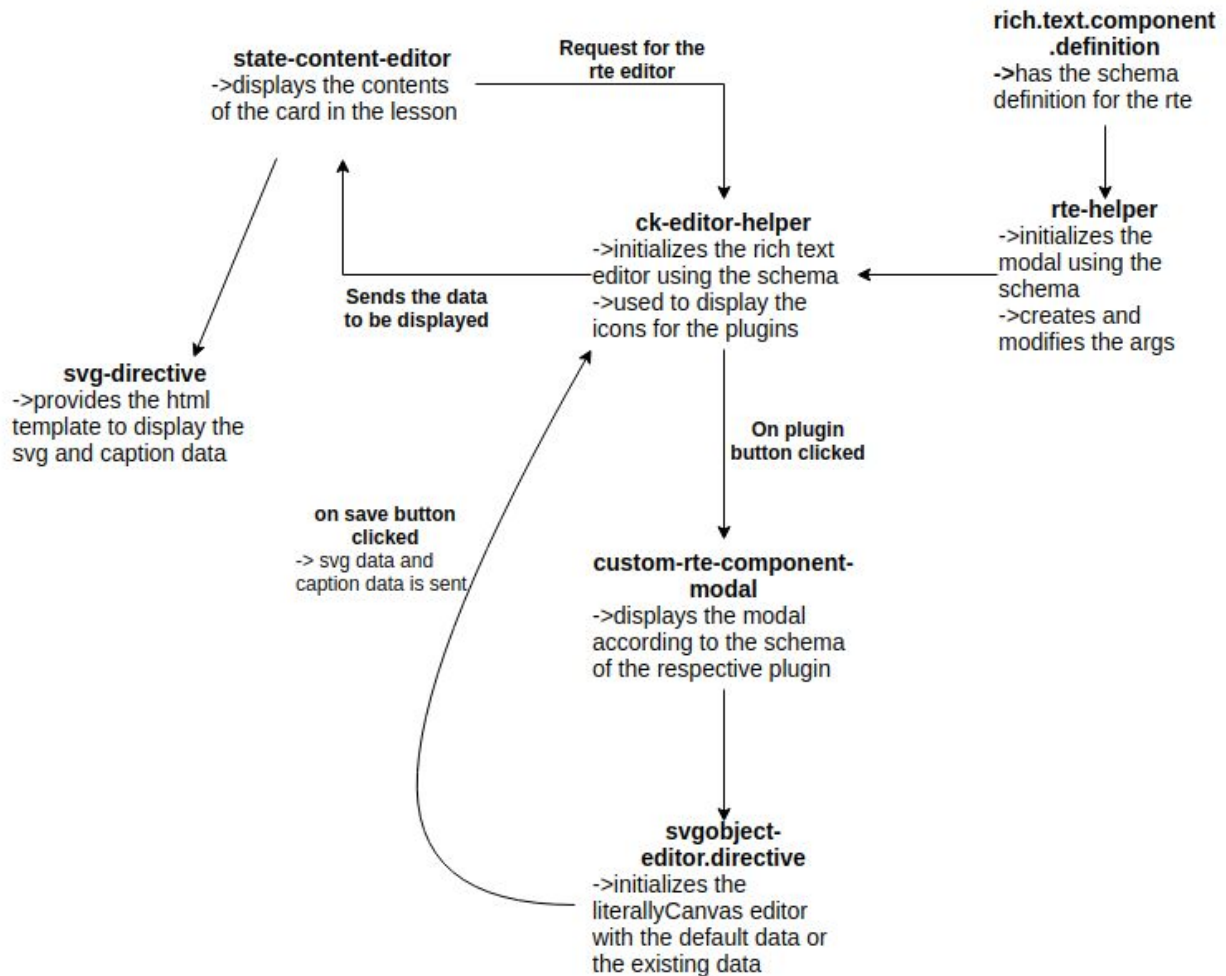 state-content-editor
->displays the contents
of the card in the lesson
Request for the
rte editor
rich.text.component
.definition
->has the schema
definition for the rte
rte-helper
->initializes the
modal using the
schema
->creates and
modifies the args
ck-editor-helper
->initializes the rich text
editor using the schema
->used to display the
icons for the plugins
Sends the data
to be displayed
svg-directive
->provides the html
template to display the
svg and caption data
On plugin
button clicked
on save button
clicked
-> svg data and
caption data is sent
custom-rte-component-
modal
->displays the modal
according to the schema
of the respective plugin
svgobject-
editor.directive
->initializes the
literallyCanvas editor
with the default data or
the existing data